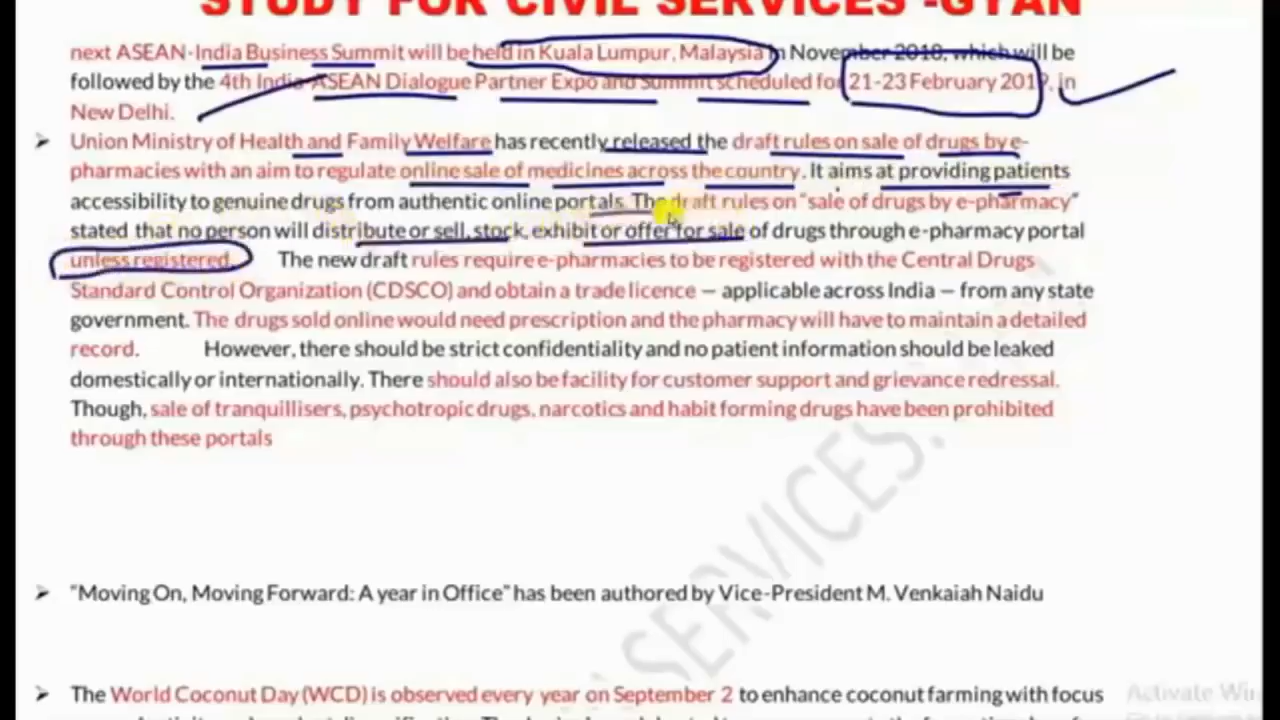 STUDY FOR CIVIL SERVICES -GYAN
next ASEAN-India Business Summit will be held in Kuala Lumpur, Malaysia in November 2018, which will be
followed by the 4th India-ASEAN Dialogue Partner Expo and Summit scheduled for 21-23 February 2019, in
New Delhi.
➤ Union Ministry of Health and Family Welfare has recently released the draft rules on sale of drugs by e-
pharmacies with an aim to regulate online sale of medicines across the country. It aims at providing patients
accessibility to genuine drugs from authentic online portals. The draft rules on "sale of drugs by e-pharmacy"
stated that no person will distribute or sell, stock, exhibit or offer for sale of drugs through e-pharmacy portal
unless registered. The new draft rules require e-pharmacies to be registered with the Central Drugs
Standard Control Organization (CDSCO) and obtain a trade licence — applicable across India — from any state
government. The drugs sold online would need prescription and the pharmacy will have to maintain a detailed
record. However, there should be strict confidentiality and no patient information should be leaked
domestically or internationally. There should also be facility for customer support and grievance redressal.
Though, sale of tranquillisers, psychotropic drugs, narcotics and habit forming drugs have been prohibited
through these portals
➤ "Moving On, Moving Forward: A year in Office" has been authored by Vice-President M. Venkaiah Naidu
➤ The World Coconut Day (WCD) is observed every year on September 2 to enhance coconut farming with focus
SERVICES.
Activate Win